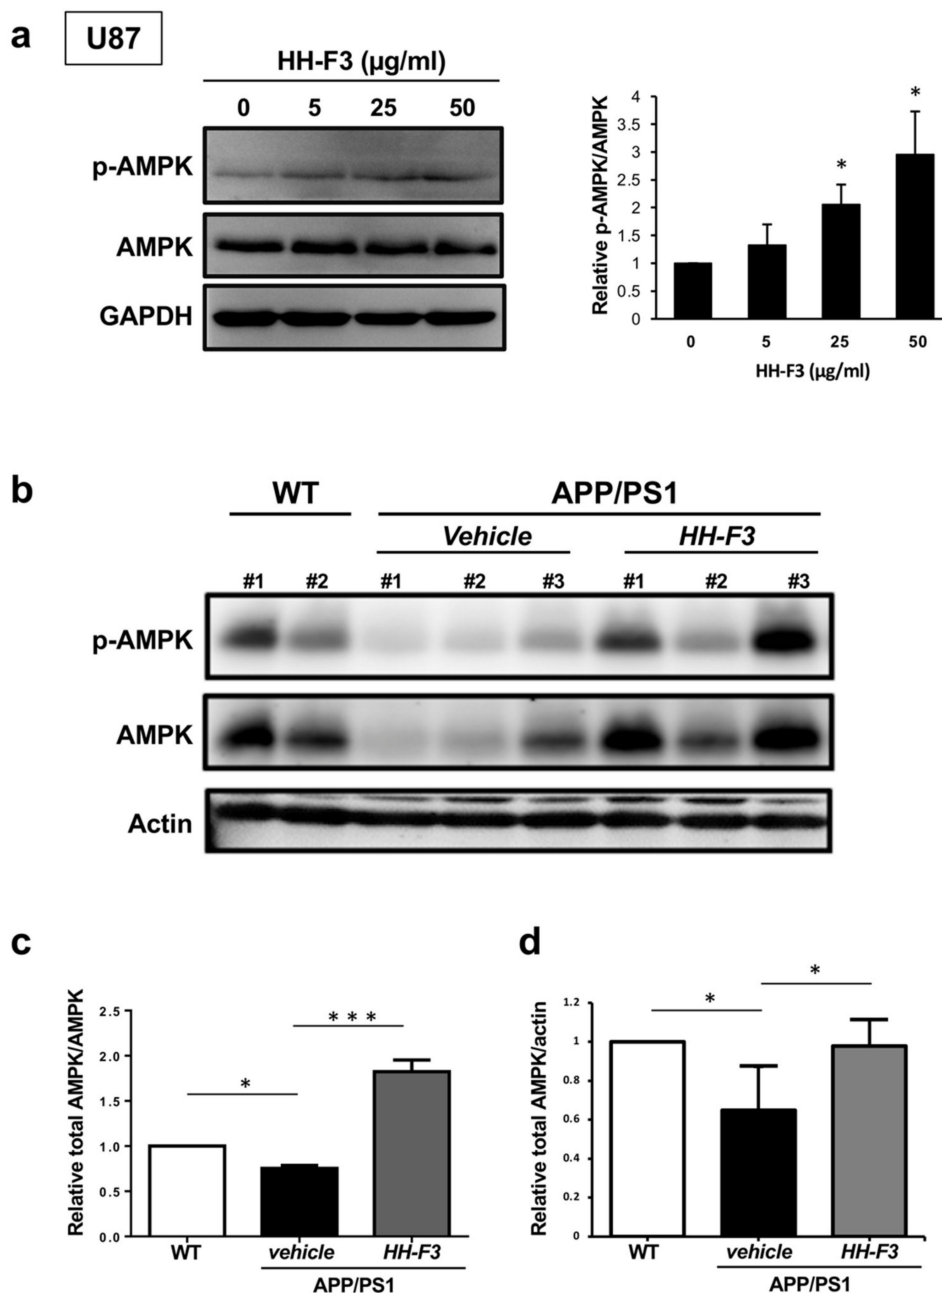 a
U87
HH-F3 (µg/ml)
0 5 25 50
p-AMPK
AMPK
GAPDH
Relative p-AMPK/AMPK
4
3.5
3
2.5
2
1.5
1
0.5
0
* *
0 5 25 50
HH-F3 (µg/ml)
b
WT APP/PS1
Vehicle HH-F3
#1 #2 #1 #2 #3 #1 #2 #3
p-AMPK
AMPK
Actin
c
Relative total AMPK/AMPK
2.5
2.0
1.5
1.0
0.5
0.0
* ***
WT vehicle HH-F3
APP/PS1
d
Relative total AMPK/actin
1.2
1
0.8
0.6
0.4
0.2
0
* *
WT vehicle HH-F3
APP/PS1